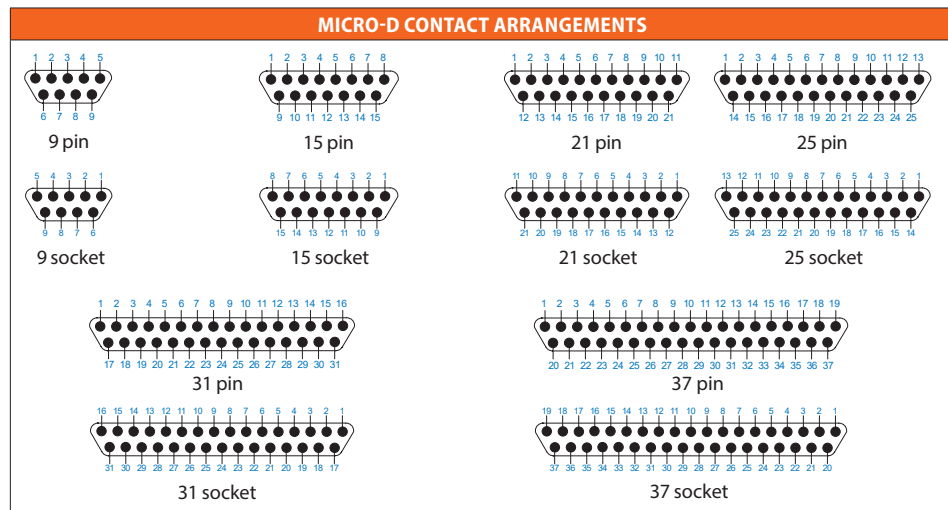 MICRO-D CONTACT ARRANGEMENTS
1 2 3 4 5
6 7 8 9
9 pin
1 2 3 4 5 6 7 8
9 10 11 12 13 14 15
15 pin
1 2 3 4 5 6 7 8 9 10 11
12 13 14 15 16 17 18 19 20 21
21 pin
1 2 3 4 5 6 7 8 9 10 11 12 13
14 15 16 17 18 19 20 21 22 23 24 25
25 pin
5 4 3 2 1
9 8 7 6
9 socket
8 7 6 5 4 3 2 1
15 14 13 12 11 10 9
15 socket
11 10 9 8 7 6 5 4 3 2 1
21 20 19 18 17 16 15 14 13 12
21 socket
13 12 11 10 9 8 7 6 5 4 3 2 1
25 24 23 22 21 20 19 18 17 16 15 14
25 socket
1 2 3 4 5 6 7 8 9 10 11 12 13 14 15 16
17 18 19 20 21 22 23 24 25 26 27 28 29 30 31
31 pin
1 2 3 4 5 6 7 8 9 10 11 12 13 14 15 16 17 18 19
20 21 22 23 24 25 26 27 28 29 30 31 32 33 34 35 36 37
37 pin
16 15 14 13 12 11 10 9 8 7 6 5 4 3 2 1
31 30 29 28 27 26 25 24 23 22 21 20 19 18 17
31 socket
19 18 17 16 15 14 13 12 11 10 9 8 7 6 5 4 3 2 1
37 36 35 34 33 32 31 30 29 28 27 26 25 24 23 22 21 20
37 socket